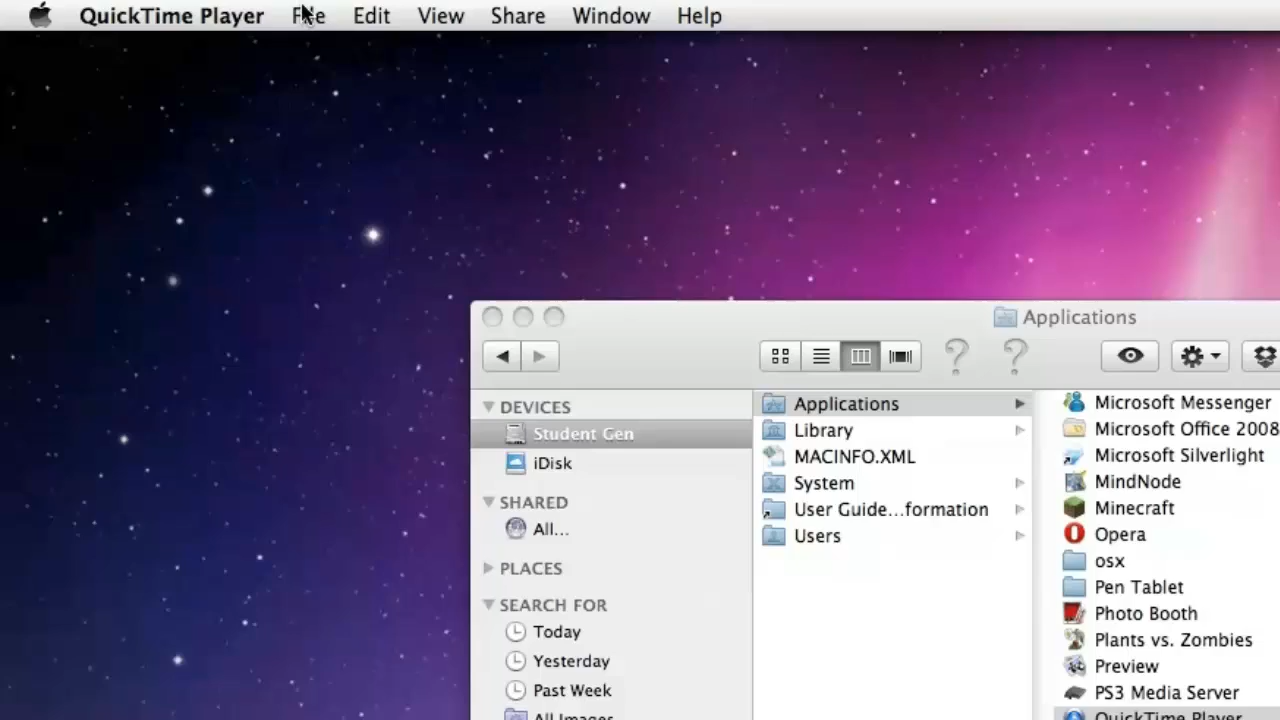 QuickTime Player File Edit View Share Window Help
Applications
DEVICES
Student Gen
iDisk
SHARED
All...
PLACES
SEARCH FOR
Today
Yesterday
Past Week
All Images
Applications
Library
MACINFO.XML
System
User Guide...formation
Users
Microsoft Messenger
Microsoft Office 2008
Microsoft Silverlight
MindNode
Minecraft
Opera
osx
Pen Tablet
Photo Booth
Plants vs. Zombies
Preview
PS3 Media Server
QuickTime Player